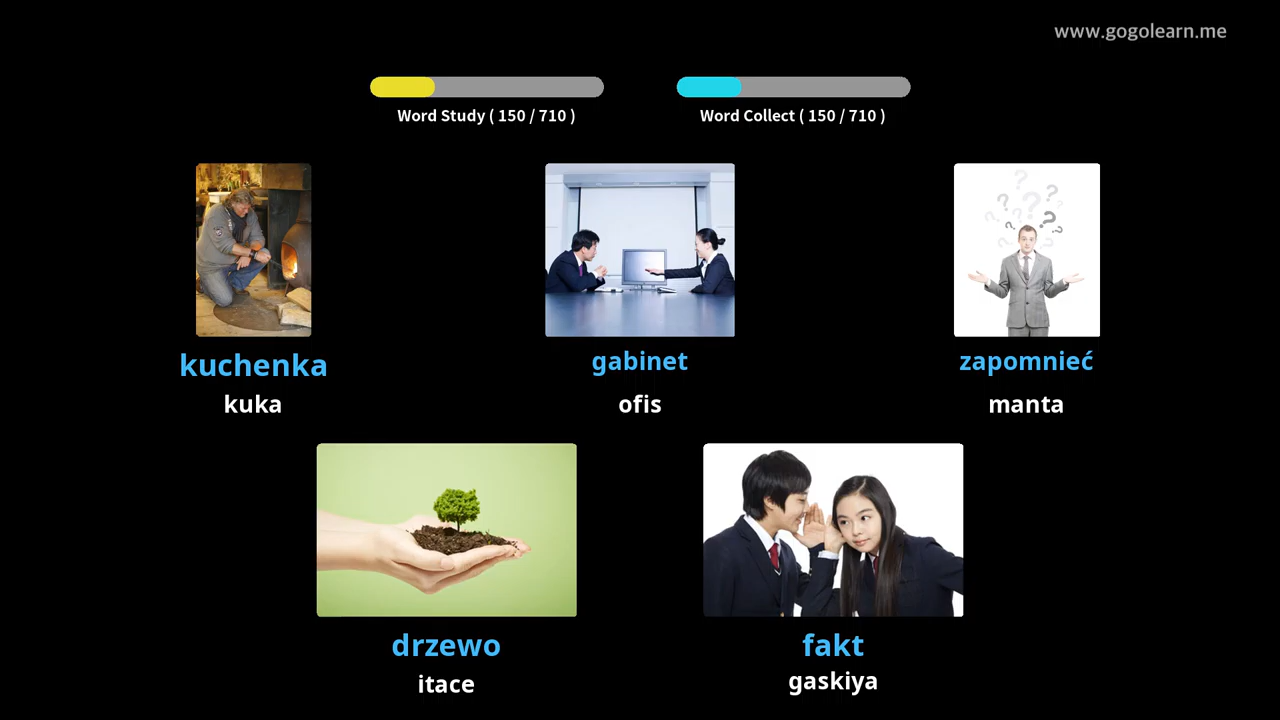 www.gogolearn.me
Word Study ( 150 / 710 )
Word Collect ( 150 / 710 )
kuchenka
kuka
gabinet
ofis
zapomnieć
manta
drzewo
itace
fakt
gaskiya